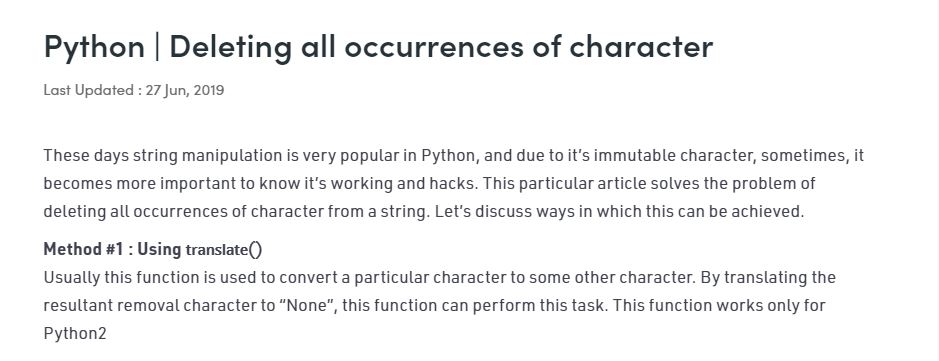 Python | Deleting all occurrences of character
Last Updated : 27 Jun, 2019
These days string manipulation is very popular in Python, and due to it’s immutable character, sometimes, it
becomes more important to know it’s working and hacks. This particular article solves the problem of
deleting all occurrences of character from a string. Let’s discuss ways in which this can be achieved.
Method #1 : Using translate()
Usually this function is used to convert a particular character to some other character. By translating the
resultant removal character to “None”, this function can perform this task. This function works only for
Python2